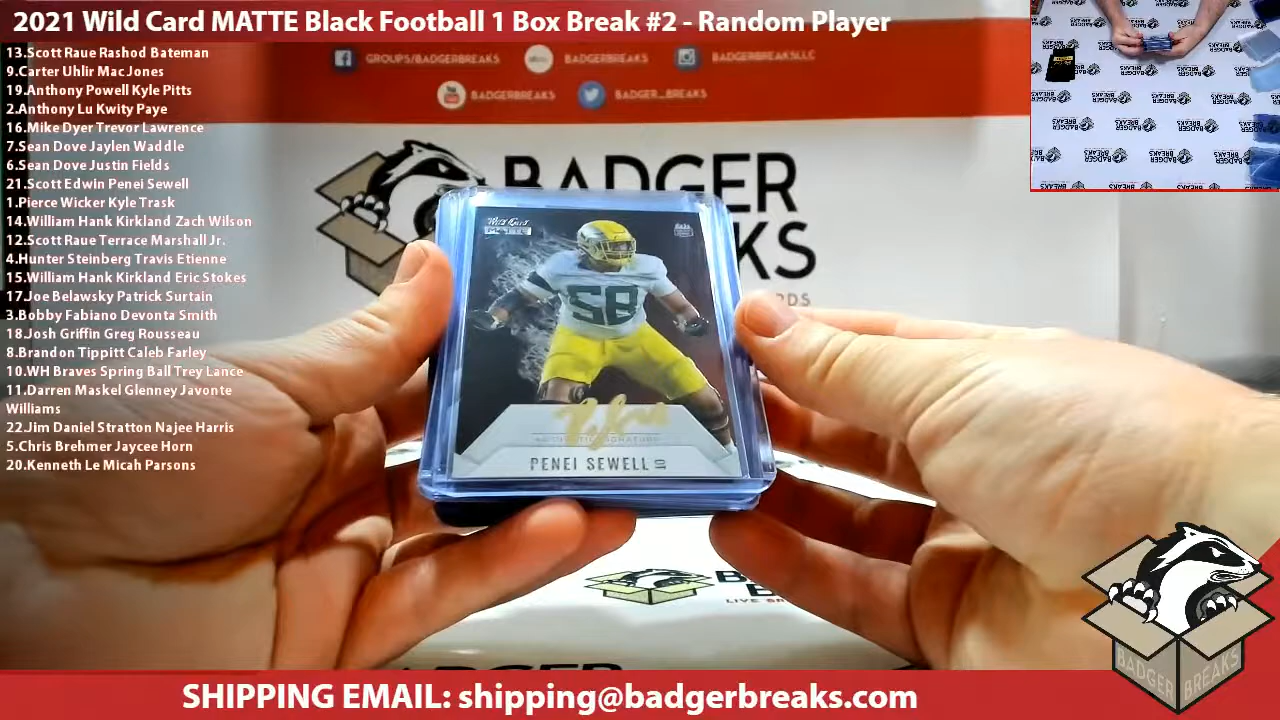 2021 Wild Card MATTE Black Football 1 Box Break #2 - Random Player
13.Scott Raue Rashod Bateman
9.Carter Uhlir Mac Jones
19.Anthony Powell Kyle Pitts
2.Anthony Lu Kwity Paye
16.Mike Dyer Trevor Lawrence
7.Sean Dove Jaylen Waddle
6.Sean Dove Justin Fields
21.Scott Edwin Penei Sewell
1.Pierce Wicker Kyle Trask
14.William Hank Kirkland Zach Wilson
12.Scott Raue Terrace Marshall Jr.
4.Hunter Steinberg Travis Etienne
15.William Hank Kirkland Eric Stokes
17.Joe Belawsky Patrick Surtain
3.Bobby Fabiano Devonta Smith
18.Josh Griffin Greg Rousseau
8.Brandon Tippitt Caleb Farley
10.WH Braves Spring Ball Trey Lance
11.Darren Maskel Glenney Javonte
Williams
22.Jim Daniel Stratton Najee Harris
5.Chris Brehmer Jaycee Horn
20.Kenneth Le Micah Parsons
GROUPS/BADGERBREAKS
BADGERBREAKS
BADGERBREAKSLLC
BADGERBREAKS
BADGER_BREAKS
BADGER
58
PENEI SEWELL
BADGER BREAKS
SHIPPING EMAIL: shipping@badgerbreaks.com